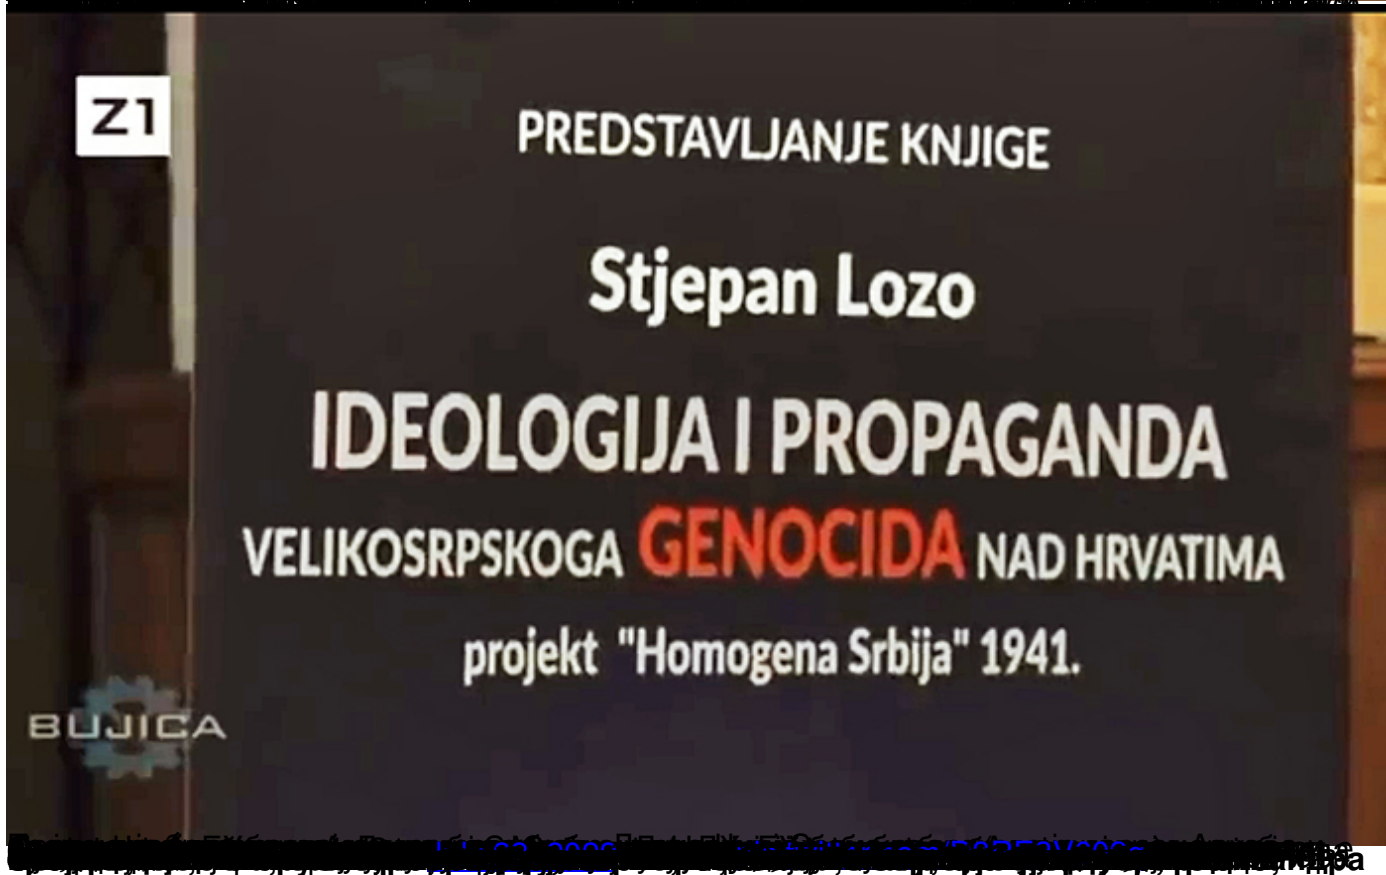 Z1
PREDSTAVLJANJE KNJIGE
Stjepan Lozo
IDEOLOGIJA I PROPAGANDA
VELIKOSRPSKOGA GENOCIDA NAD HRVATIMA
projekt "Homogena Srbija" 1941.
BUJICA